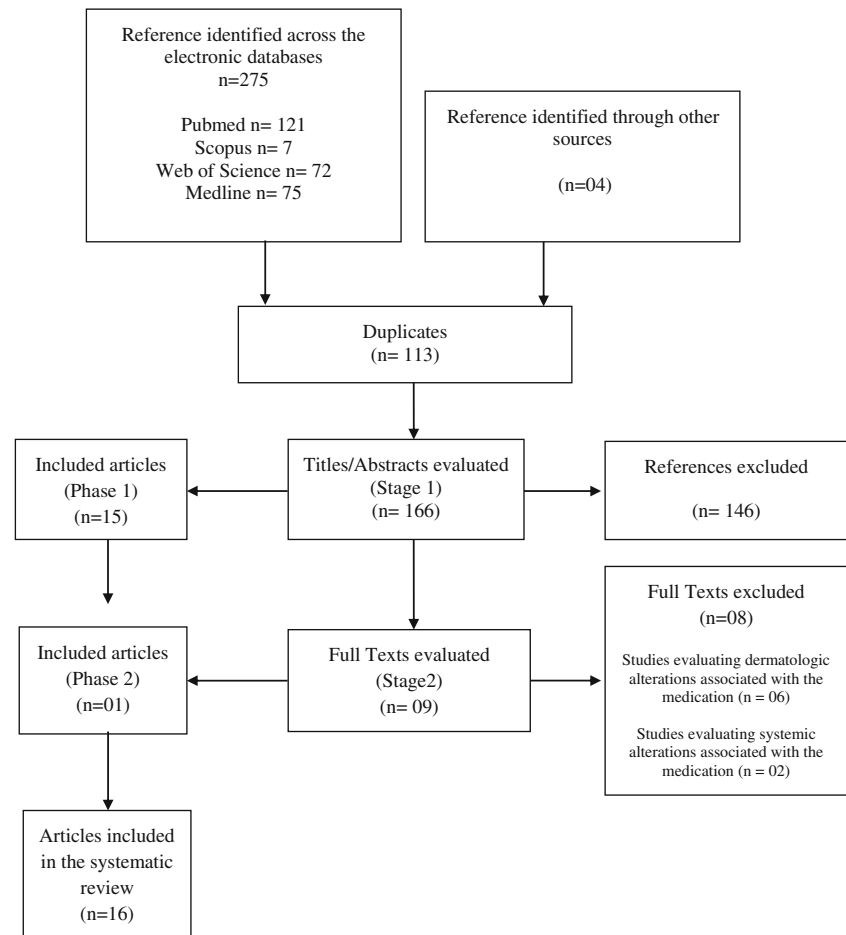 Reference identified across the
electronic databases
n=275
Pubmed n= 121
Scopus n= 7
Web of Science n= 72
Medline n= 75
Reference identified through other
sources
(n=04)
Duplicates
(n= 113)
Included articles
(Phase 1)
(n=15)
Titles/Abstracts evaluated
(Stage 1)
n= 166
References excluded
n= 146)
Included articles
(Phase 2)
(n=01)
Full Texts evaluated
(Stage2)
(n= 09)
Full Texts excluded
(n=08)
Studies evaluating dermatologic
alterations associated with the
medication (n = 06)
Studies evaluating systemic
alterations associated with the
medication (n = 02)
Articles included
in the systematic
review
(n=16)